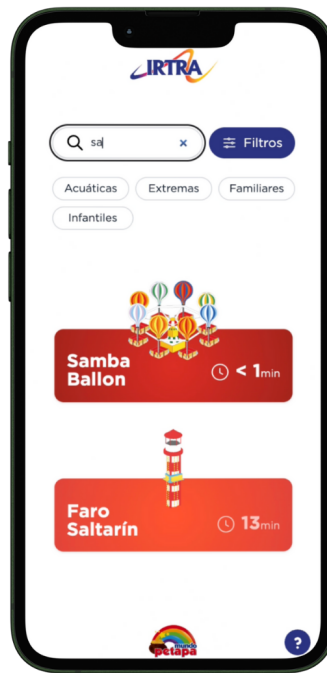 IRTRA
sa
×
Filtros
Acuáticas
Extremas
Familiares
Infantiles
Samba
Ballon
< 1min
Faro
Saltarín
13min
mundo
petapa
?